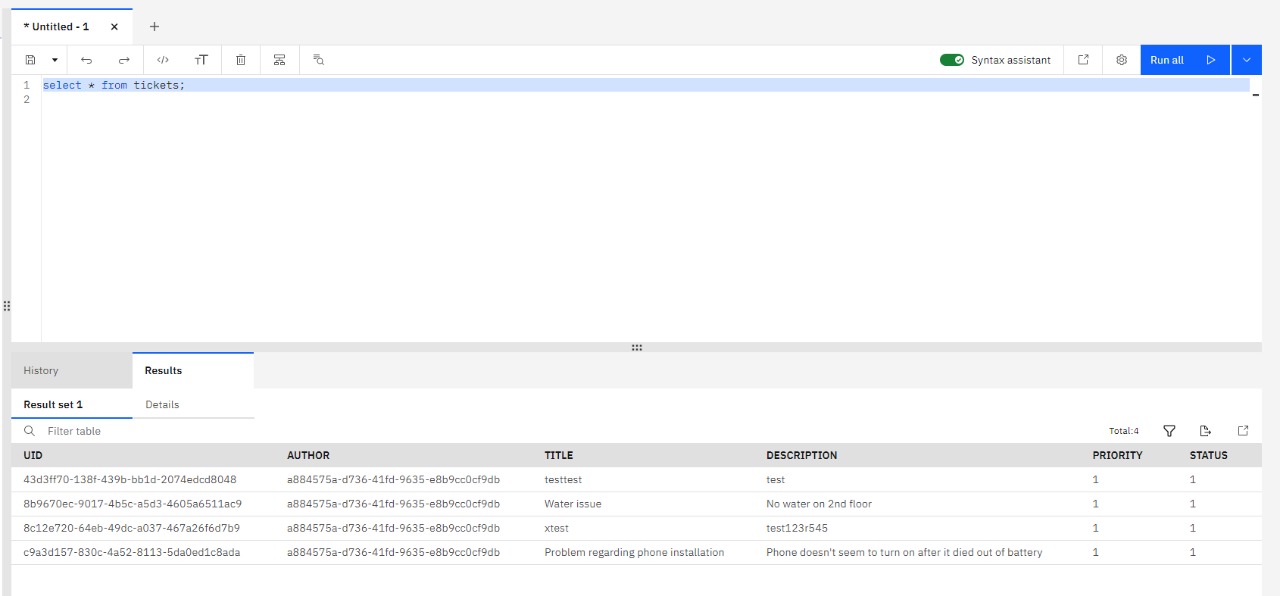 * Untitled - 1
Syntax assistant
Run all
1 select * from tickets;
2
History
Results
Result set 1
Details
Filter table
Total:4
UID AUTHOR TITLE DESCRIPTION PRIORITY STATUS
43d3ff70-138f-439b-bb1d-2074edcd8048 a884575a-d736-41fd-9635-e8b9cc0cf9db testtest test 1 1
8b9670ec-9017-4b5c-a5d3-4605a6511ac9 a884575a-d736-41fd-9635-e8b9cc0cf9db Water issue No water on 2nd floor 1 1
8c12e720-64eb-49dc-a037-467a26f6d7b9 a884575a-d736-41fd-9635-e8b9cc0cf9db xtest test123r545 1 1
c9a3d157-830c-4a52-8113-5da0ed1c8ada a884575a-d736-41fd-9635-e8b9cc0cf9db Problem regarding phone installation Phone doesn't seem to turn on after it died out of battery 1 1